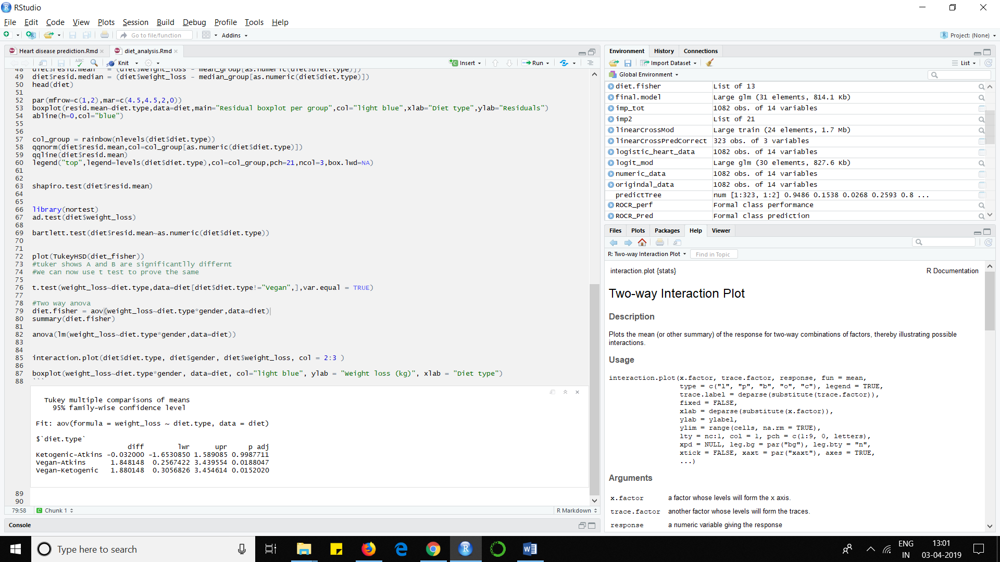 RStudio
File Edit Code View Plots Session Build Debug Profile Tools Help
Go to file/function Addins Project: (None)
Heart disease prediction.Rmd diet_analysis.Rmd
ABC Knit Insert Run
48 diet$resid.mean = (diet$weight_loss - mean_group[as.numeric(diet$diet.type)])
49 diet$resid.median = (diet$weight_loss - median_group[as.numeric(diet$diet.type)])
50 head(diet)
51
52 par(mfrow=c(1,2),mar=c(4.5,4.5,2,0))
53 boxplot(resid.mean~diet.type,data=diet,main="Residual boxplot per group",col="light blue",xlab="Diet type",ylab="Residuals")
54 abline(h=0,col="blue")
55
56
57 col_group = rainbow(nlevels(diet$diet.type))
58 qqnorm(diet$resid.mean,col=col_group[as.numeric(diet$diet.type)])
59 qqline(diet$resid.mean)
60 legend("top",legend=levels(diet$diet.type),col=col_group,pch=21,ncol=3,box.lwd=NA)
61
62
63 shapiro.test(diet$resid.mean)
64
65
66 library(nortest)
67 ad.test(diet$weight_loss)
68
69 bartlett.test(diet$resid.mean~as.numeric(diet$diet.type))
70
71
72 plot(TukeyHSD(diet_fisher))
73 #tuker shows A and B are significantlly differnt
74 #We can now use t test to prove the same
75
76 t.test(weight_loss~diet.type,data=diet[diet$diet.type!="Vegan",],var.equal = TRUE)
77
78 #Two way anova
79 diet.fisher = aov(weight_loss~diet.type*gender,data=diet)
80 summary(diet.fisher)
81
82 anova(lm(weight_loss~diet.type*gender,data=diet))
83
84
85 interaction.plot(diet$diet.type, diet$gender, diet$weight_loss, col = 2:3 )
86
87 boxplot(weight_loss~diet.type*gender, data=diet, col="light blue", ylab = "Weight loss (kg)", xlab = "Diet type")
88 ```
Tukey multiple comparisons of means
95% family-wise confidence level
Fit: aov(formula = weight_loss ~ diet.type, data = diet)
$`diet.type`
diff lwr upr p adj
Ketogenic-Atkins -0.032000 -1.6530850 1.589085 0.9987711
Vegan-Atkins 1.848148 0.2567422 3.439554 0.0188047
Vegan-Ketogenic 1.880148 0.3056826 3.454614 0.0152020
89
90
79:58 C Chunk 1 R Markdown
Console
Environment History Connections
Import Dataset List
Global Environment
diet.fisher List of 13
final.model Large glm (31 elements, 814.1 Kb)
imp_tot 1082 obs. of 14 variables
imp2 List of 21
linearCrossMod Large train (24 elements, 1.7 Mb)
linearCrossPredCorrect 323 obs. of 3 variables
logistic_heart_data 1082 obs. of 14 variables
logit_mod Large glm (30 elements, 827.6 Kb)
numeric_data 1082 obs. of 14 variables
origindal_data 1082 obs. of 14 variables
predictTree num [1:323, 1:2] 0.9486 0.1538 0.0268 0.2593 0.8 ...
ROCR_perf Formal class performance
ROCR_Pred Formal class prediction
Files Plots Packages Help Viewer
R: Two-way Interaction Plot Find in Topic
interaction.plot {stats} R Documentation
Two-way Interaction Plot
Description
Plots the mean (or other summary) of the response for two-way combinations of factors, thereby illustrating possible
interactions.
Usage
interaction.plot(x.factor, trace.factor, response, fun = mean,
type = c("l", "p", "b", "o", "c"), legend = TRUE,
trace.label = deparse(substitute(trace.factor)),
fixed = FALSE,
xlab = deparse(substitute(x.factor)),
ylab = ylabel,
ylim = range(cells, na.rm = TRUE),
lty = nc:1, col = 1, pch = c(1:9, 0, letters),
xpd = NULL, leg.bg = par("bg"), leg.bty = "n",
xtick = FALSE, xaxt = par("xaxt"), axes = TRUE,
...)
Arguments
x.factor a factor whose levels will form the x axis.
trace.factor another factor whose levels will form the traces.
response a numeric variable giving the response
Type here to search
ENG 13:01
IN 03-04-2019